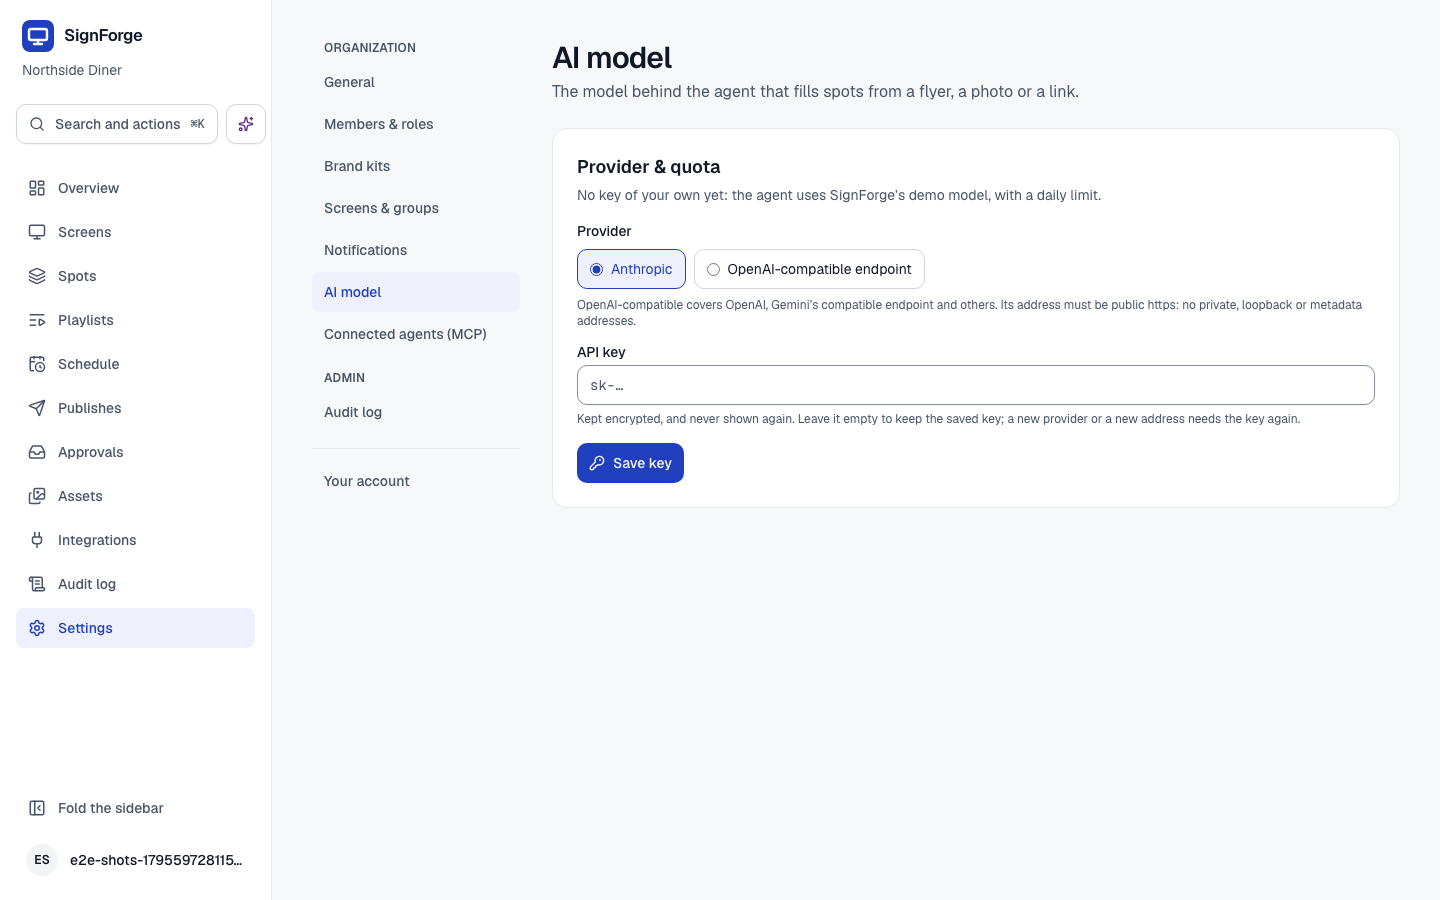 SignForge
Northside Diner
Search and actions ⌘K
Overview
Screens
Spots
Playlists
Schedule
Publishes
Approvals
Assets
Integrations
Audit log
Settings
Fold the sidebar
ES e2e-shots-179559728115...
ORGANIZATION
General
Members & roles
Brand kits
Screens & groups
Notifications
AI model
Connected agents (MCP)
ADMIN
Audit log
Your account
AI model
The model behind the agent that fills spots from a flyer, a photo or a link.
Provider & quota
No key of your own yet: the agent uses SignForge's demo model, with a daily limit.
Provider
Anthropic OpenAI-compatible endpoint
OpenAI-compatible covers OpenAI, Gemini's compatible endpoint and others. Its address must be public https: no private, loopback or metadata
addresses.
API key
sk-…
Kept encrypted, and never shown again. Leave it empty to keep the saved key; a new provider or a new address needs the key again.
Save key